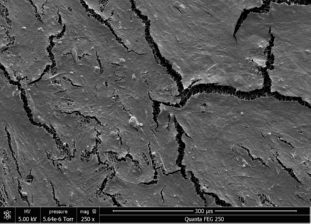 HV pressure mag 300 µm
5.00 kV 5.64e-6 Torr 250 x Quanta FEG 250